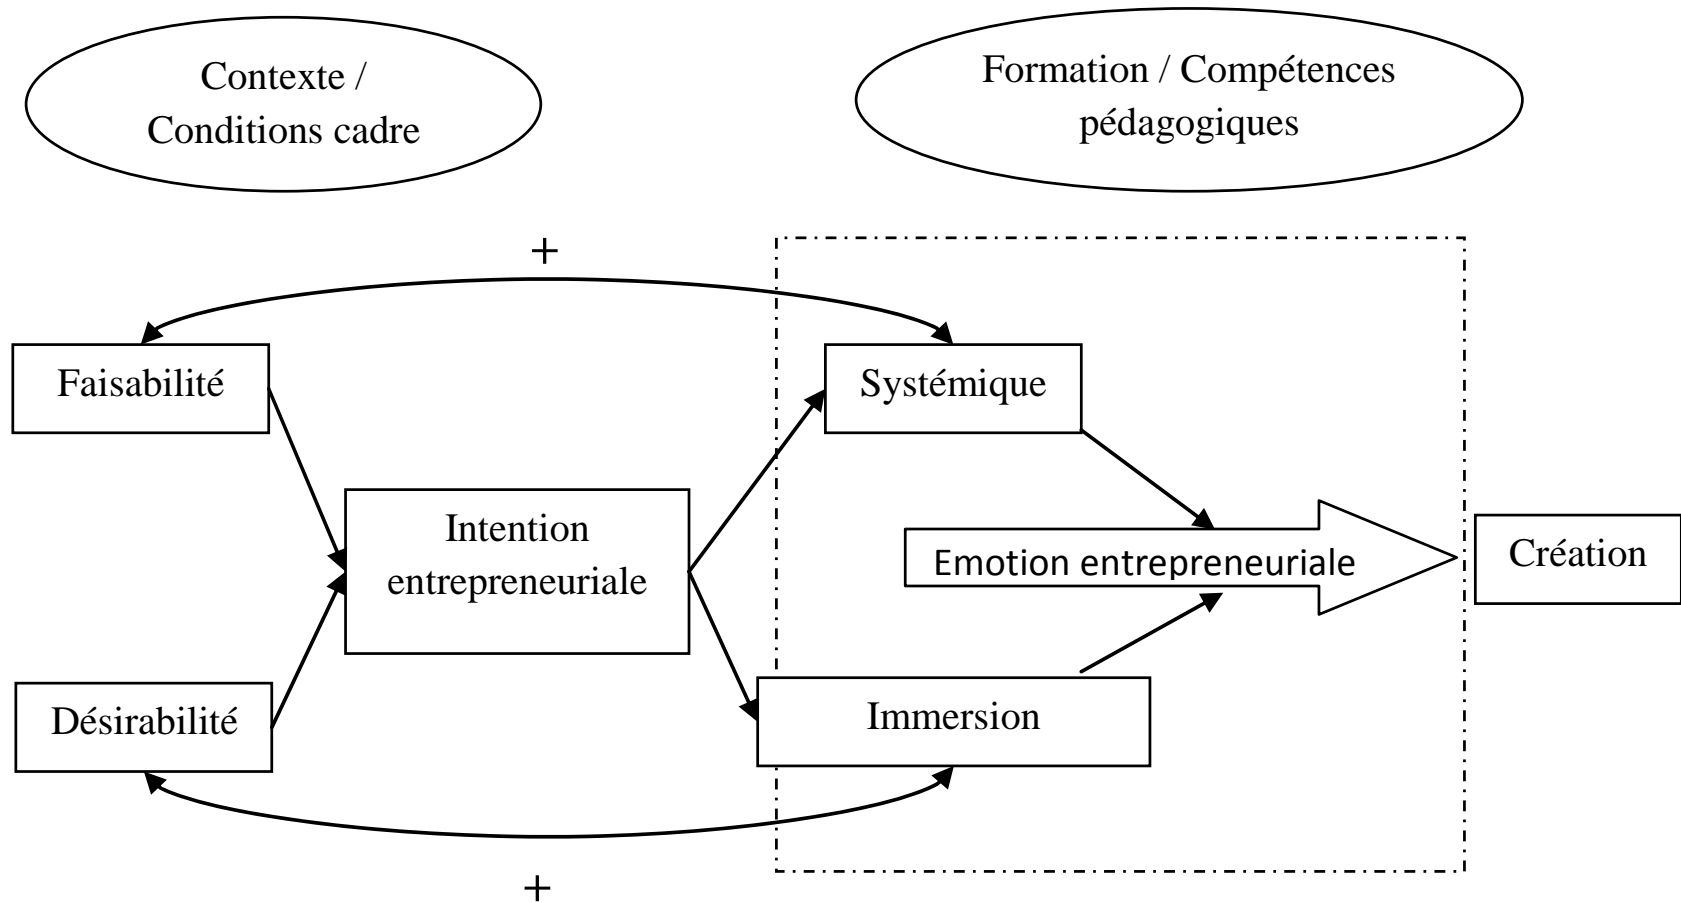 Contexte /
Conditions cadre
Formation / Compétences
pédagogiques
+
Faisabilité
Systémique
Intention
entrepreneuriale
Emotion entrepreneuriale
Création
Désirabilité
Immersion
+